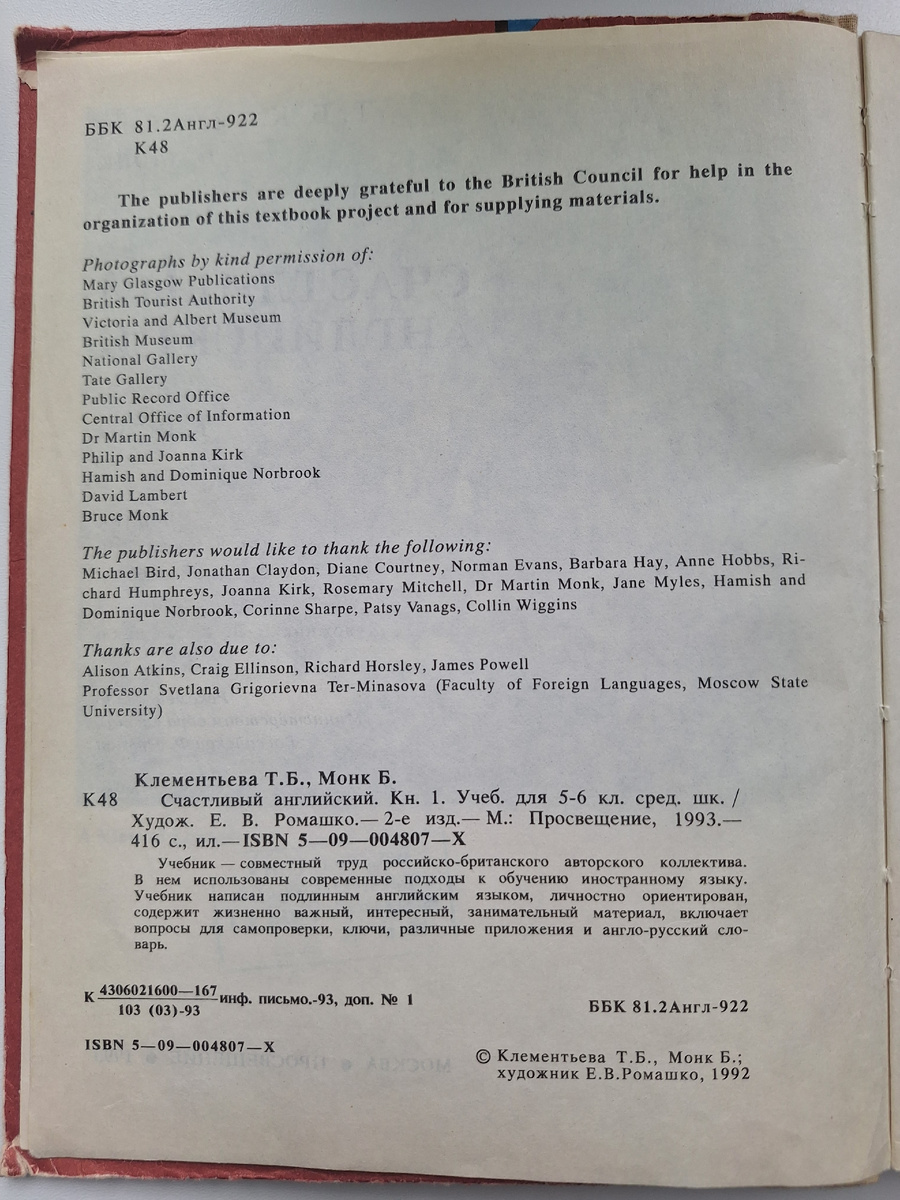 ББК 81.2Англ-922
К48
The publishers are deeply grateful to the British Council for help in the
organization of this textbook project and for supplying materials.
Photographs by kind permission of:
Mary Glasgow Publications
British Tourist Authority
Victoria and Albert Museum
British Museum
National Gallery
Tate Gallery
Public Record Office
Central Office of Information
Dr Martin Monk
Philip and Joanna Kirk
Hamish and Dominique Norbrook
David Lambert
Bruce Monk
The publishers would like to thank the following:
Michael Bird, Jonathan Claydon, Diane Courtney, Norman Evans, Barbara Hay, Anne Hobbs, Ri-
chard Humphreys, Joanna Kirk, Rosemary Mitchell, Dr Martin Monk, Jane Myles, Hamish and
Dominique Norbrook, Corinne Sharpe, Patsy Vanags, Collin Wiggins
Thanks are also due to:
Alison Atkins, Craig Ellinson, Richard Horsley, James Powell
Professor Svetlana Grigorievna Ter-Minasova (Faculty of Foreign Languages, Moscow State
University)
Клементьева Т.Б., Монк Б.
К48 Счастливый английский. Кн. 1. Учеб. для 5-6 кл. сред. шк. /
Худож. Е. В. Ромашко.— 2-е изд.— М.: Просвещение, 1993.—
416 с., ил.— ISBN 5—09—004807—X
Учебник — совместный труд российско-британского авторского коллектива.
В нем использованы современные подходы к обучению иностранному языку.
Учебник написан подлинным английским языком, личностно ориентирован,
содержит жизненно важный, интересный, занимательный материал, включает
вопросы для самопроверки, ключи, различные приложения и англо-русский сло-
варь.
К 4306021600—167 инф. письмо.-93, доп. № 1
103 (03)-93
ББК 81.2Англ-922
ISBN 5—09—004807—X
© Клементьева Т.Б., Монк Б.;
художник Е.В.Ромашко, 1992